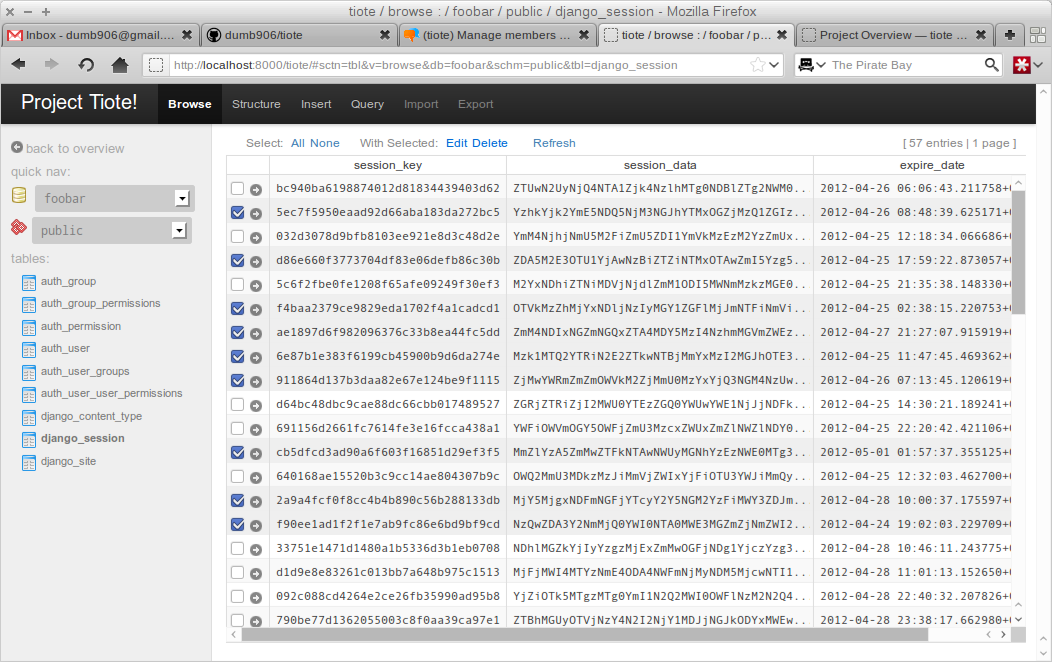 tiote / browse : / foobar / public / django_session - Mozilla Firefox
Inbox - dumb906@gmail.... dumb906/tiote (tiote) Manage members ... tiote / browse : / foobar / p... Project Overview — tiote ...
http://localhost:8000/tiote/#sctn=tbl&v=browse&db=foobar&schm=public&tbl=django_session The Pirate Bay
Project Tiote! Browse Structure Insert Query Import Export
back to overview
quick nav:
foobar
public
tables:
auth_group
auth_group_permissions
auth_permission
auth_user
auth_user_groups
auth_user_user_permissions
django_content_type
django_session
django_site
Select: All None With Selected: Edit Delete Refresh [ 57 entries | 1 page ]
session_key session_data expire_date
bc940ba6198874012d81834439403d62 ZTUwN2UyNjQ4NTA1Zjk4NzlhMTg0NDBlZTg2NWM0... 2012-04-26 06:06:43.211758+
5ec7f5950eaad92d66aba183da272bc5 YzhkYjk2YmE5NDQ5NjM3NGJhYTMxOGZjMzQ1ZGIz... 2012-04-26 08:48:39.625171+
032d3078d9bfb8103ee921e8d3c48d2e YmM4NjhjNmU5M2FiZmU5ZDI1YmVkMzEzM2YzZmUx... 2012-04-25 12:18:34.066686+
d86e660f3773704df83e06defb86c30b ZDA5M2E3OTU1YjAwNzBiZTZiNTMxOTAwZmI5Yzg5... 2012-04-25 17:59:22.873057+
5c6f2fbe0fe1208f65afe09249f30ef3 M2YxNDhiZTNiMDVjNjdlZmM1ODI5MWNmMzkzMGE0... 2012-04-25 21:35:38.148330+
f4baa2379ce9829eda1702f4a1cadcd1 OTVkMzZhMjYxNDljNzIyMGY1ZGFlMjJmNTFiNmVi... 2012-04-25 02:38:15.220753+
ae1897d6f982096376c33b8ea44fc5dd ZmM4NDIxNGZmNGQxZTA4MDY5MzI4NzhmMGVmZWEz... 2012-04-27 21:27:07.915919+
6e87b1e383f6199cb45900b9d6da274e Mzk1MTQ2YTRiN2E2ZTkwNTBjMmYxMzI2MGJhOTE3... 2012-04-25 11:47:45.469362+
911864d137b3daa82e67e124be9f1115 ZjMwYWRmZmZmOWVkM2ZjMmU0MzYxYjQ3NGM4NzUw... 2012-04-26 07:13:45.120619+
d64bc48dbc9cae88dc66cbb017489527 ZGRjZTRiZjI2MWU0YTEzZGQ0YWUwYWE1NjJjNDFk... 2012-04-25 14:30:21.189241+
691156d2661fc7614fe3e16fcca438a1 YWFiOWVmOGY5OWFjZmU3MzcxZWUxZmZlNWZlNDY0... 2012-04-25 22:20:42.421106+
cb5dfcd3ad90a6f603f16851d29ef3f5 MmZlYzA5ZmMwZTFkNTAwNWUyMGNhYzEzNWE0MTg3... 2012-05-01 01:57:37.355125+
640168ae15520b3c9cc14ae804307b9c OWQ2MmU3MDkzMzJiMmVjZWIxYjFiOTU3YWJiMmQy... 2012-04-25 12:32:03.462700+
2a9a4fcf0f8cc4b4b890c56b288133db MjY5MjgxNDFmNGFjYTcyY2Y5NGM2YzFiMWY3ZDJm... 2012-04-28 10:00:37.175597+
f90ee1ad1f2f1e7ab9fc86e6bd9bf9cd NzQwZDA3Y2NmMjQ0YWI0NTA0MWE3MGZmZjNmZWI2... 2012-04-24 19:02:03.229709+
33751e1471d1480a1b5336d3b1eb0708 NDhlMGZkYjIyYzgzMjExZmMwOGFjNDg1YjczYzg3... 2012-04-28 10:46:11.243775+
d1d9e8e83261c013bb7a648b975c1513 MjFjMWI4MTYzNmE4ODA4NWFmNjMyNDM5MjcwNTI1... 2012-04-28 11:01:13.152650+
092c088cd4264e2ce26fb35990ad95b8 YjZiOTk5MTgzMTg0YmI1N2Q2MWI0OWFlNzM2N2Q4... 2012-04-28 22:40:32.207826+
790be77d1362055003c8f0aa39ca97e1 ZTBhMGUyOTVjNzY4N2I2NjY1MDJjNGJkODYxMWEw... 2012-04-28 23:38:17.662980+